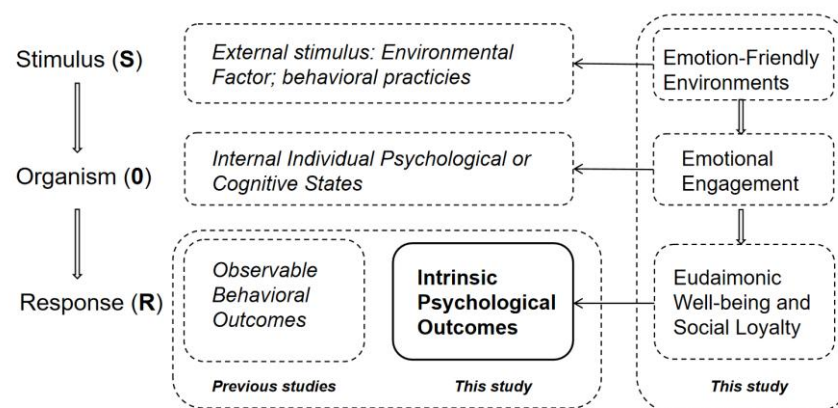 Stimulus (S)
External stimulus: Environmental
Factor; behavioral practicies
Emotion-Friendly
Environments
Organism (0)
Internal Individual Psychological or
Cognitive States
Emotional
Engagement
Response (R)
Observable
Behavioral
Outcomes
Intrinsic
Psychological
Outcomes
Eudaimonic
Well-being and
Social Loyalty
Previous studies
This study
This study